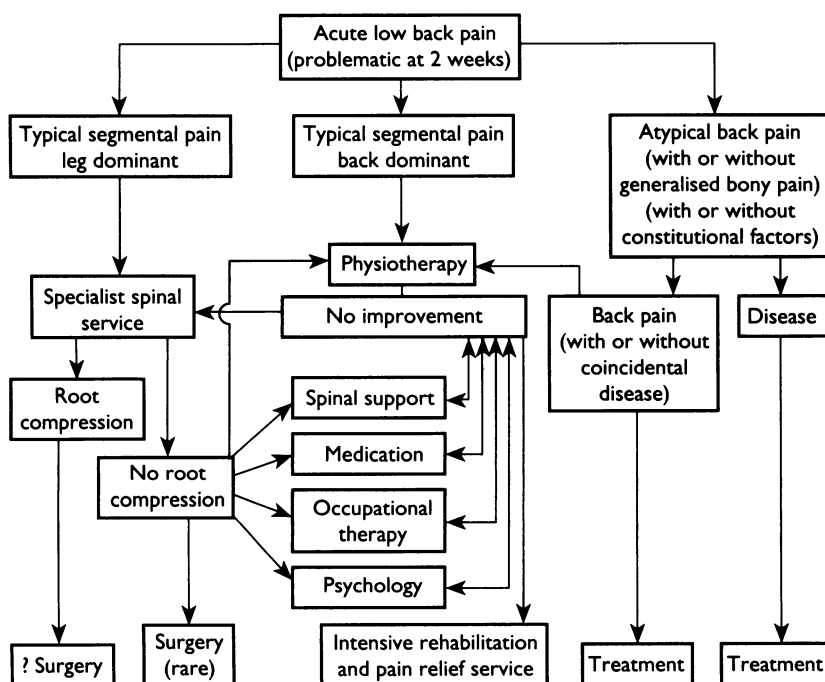 Acute low back pain
(problematic at 2 weeks)
Typical segmental pain
leg dominant
Typical segmental pain
back dominant
Atypical back pain
(with or without
generalised bony pain)
(with or without
constitutional factors)
Physiotherapy
Specialist spinal
service
No improvement
Back pain
(with or without
coincidental
disease)
Disease
Root
compression
Spinal support
No root
compression
Medication
Occupational
therapy
Psychology
? Surgery
Surgery
(rare)
Intensive rehabilitation
and pain relief service
Treatment
Treatment